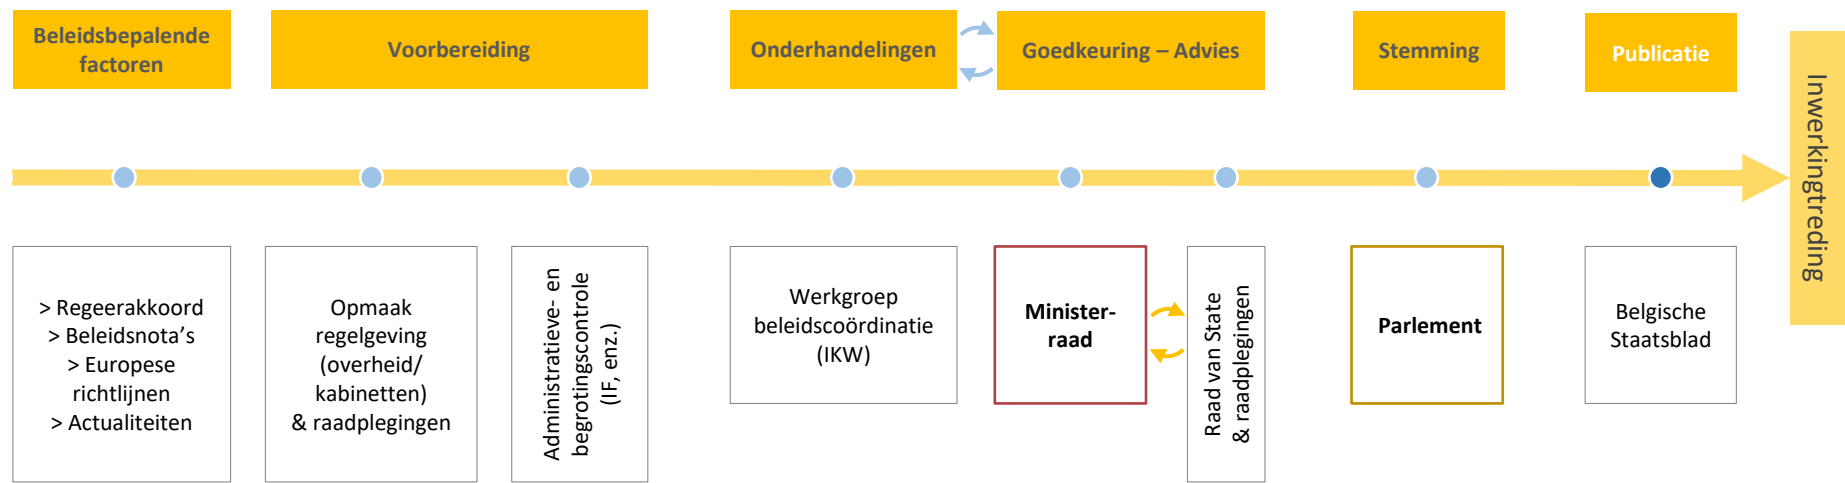 Beleidsbepalende
factoren
Voorbereiding
Onderhandelingen
Goedkeuring – Advies
Stemming
Publicatie
Inwerkingtreding
> Regeerakkoord
> Beleidsnota’s
> Europese
richtlijnen
> Actualiteiten
Opmaak
regelgeving
(overheid/
kabinetten)
& raadplegingen
Administratieve- en
begrotingscontrole
(IF, enz.)
Werkgroep
beleidscoördinatie
(IKW)
Minister-
raad
Raad van State
& raadplegingen
Parlement
Belgische
Staatsblad